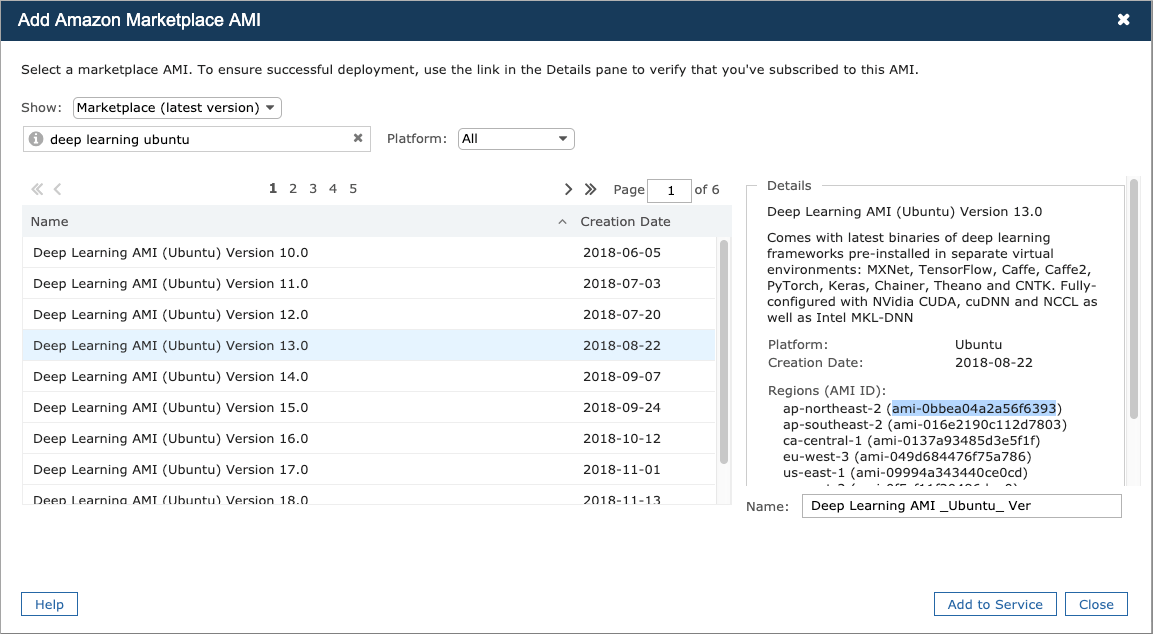 Add Amazon Marketplace AMI
Select a marketplace AMI. To ensure successful deployment, use the link in the Details pane to verify that you've subscribed to this AMI.
Show: Marketplace (latest version)
deep learning ubuntu
Platform: All
1 2 3 4 5
Page 1 of 6
Name Creation Date
Deep Learning AMI (Ubuntu) Version 10.0 2018-06-05
Deep Learning AMI (Ubuntu) Version 11.0 2018-07-03
Deep Learning AMI (Ubuntu) Version 12.0 2018-07-20
Deep Learning AMI (Ubuntu) Version 13.0 2018-08-22
Deep Learning AMI (Ubuntu) Version 14.0 2018-09-07
Deep Learning AMI (Ubuntu) Version 15.0 2018-09-24
Deep Learning AMI (Ubuntu) Version 16.0 2018-10-12
Deep Learning AMI (Ubuntu) Version 17.0 2018-11-01
Deep Learning AMI (Ubuntu) Version 18.0 2018-11-13
Details
Deep Learning AMI (Ubuntu) Version 13.0
Comes with latest binaries of deep learning
frameworks pre-installed in separate virtual
environments: MXNet, TensorFlow, Caffe, Caffe2,
PyTorch, Keras, Chainer, Theano and CNTK. Fully-
configured with NVidia CUDA, cuDNN and NCCL as
well as Intel MKL-DNN
Platform: Ubuntu
Creation Date: 2018-08-22
Regions (AMI ID):
ap-northeast-2 (ami-0bbea04a2a56f6393)
ap-southeast-2 (ami-016e2190c112d7803)
ca-central-1 (ami-0137a93485d3e5f1f)
eu-west-3 (ami-049d684476f75a786)
us-east-1 (ami-09994a343440ce0cd)
Name: Deep Learning AMI _Ubuntu_ Ver
Help
Add to Service
Close